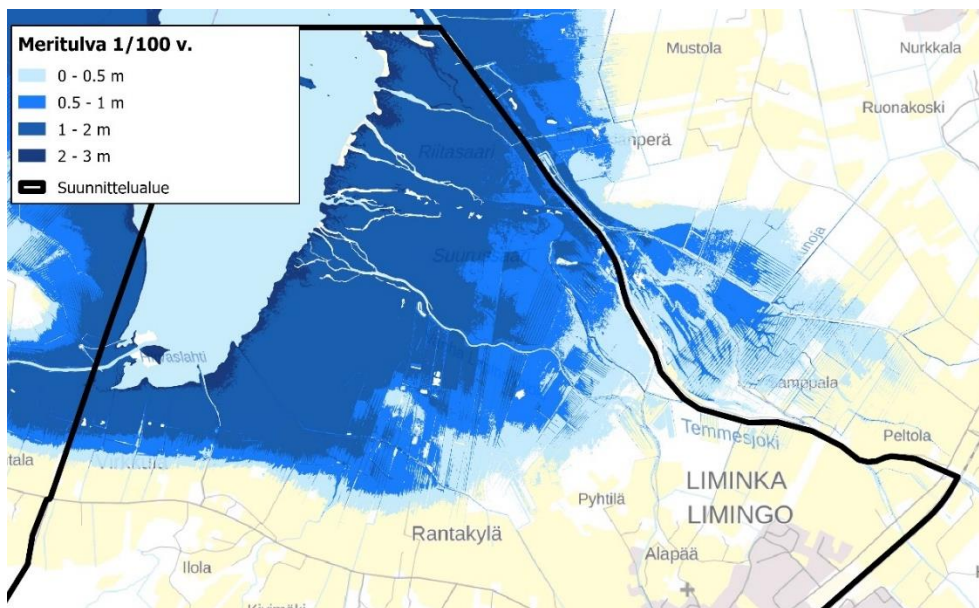 Meritulva 1/100 v.
0 - 0.5 m
0.5 - 1 m
1 - 2 m
2 - 3 m
Suunnittelualue
Mustola
Nurkkala
Ruonakoski
Riitasaari
Temmesjoki
Peltola
LIMINKA
LIMINGO
Pyhtilä
Rantakylä
Alapää
Ilola